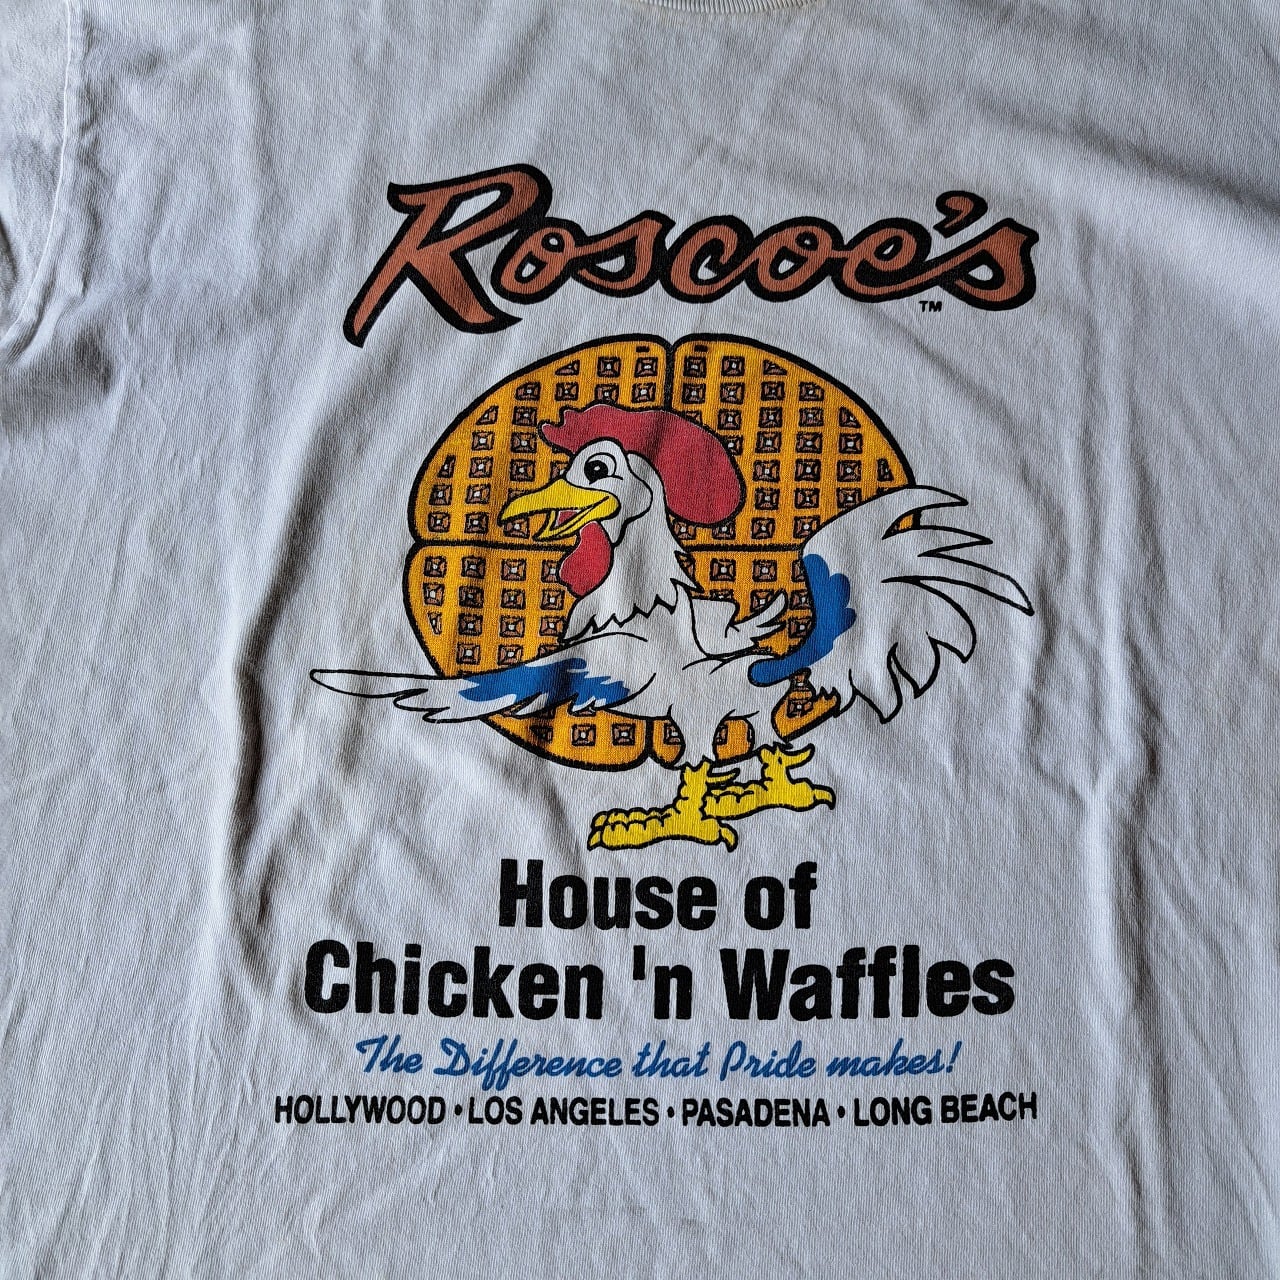 Roscoe's
TM
House of
Chicken 'n Waffles
The Difference that Pride makes!
HOLLYWOOD • LOS ANGELES • PASADENA • LONG BEACH